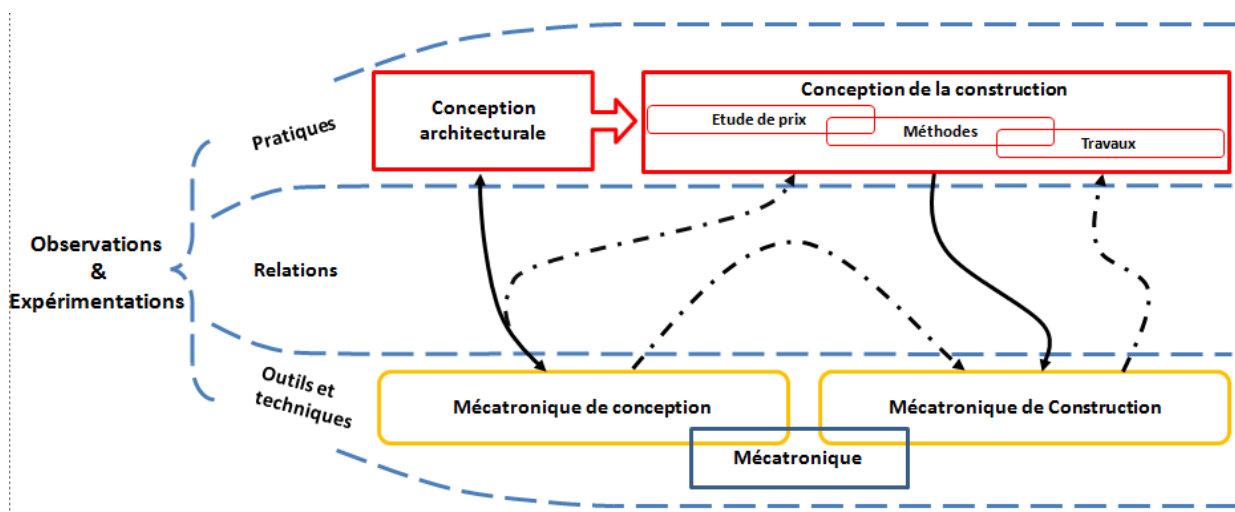 Conception
architecturale
Conception de la construction
Etude de prix
Méthodes
Travaux
Pratiques
Observations
&
Expérimentations
Relations
Outils et
techniques
Mécatronique de conception
Mécatronique de Construction
Mécatronique